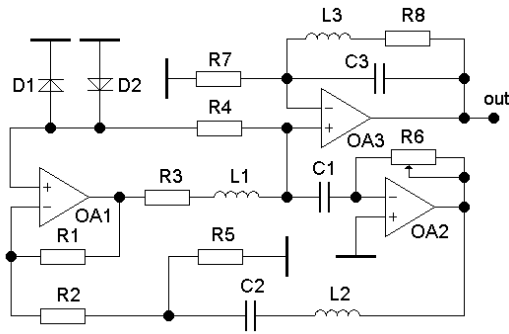 L3
R8
R7
C3
D1
D2
R4
−
+
OA3
out
R6
C1
R3
L1
+
−
OA1
−
+
OA2
R1
R5
R2
C2
L2